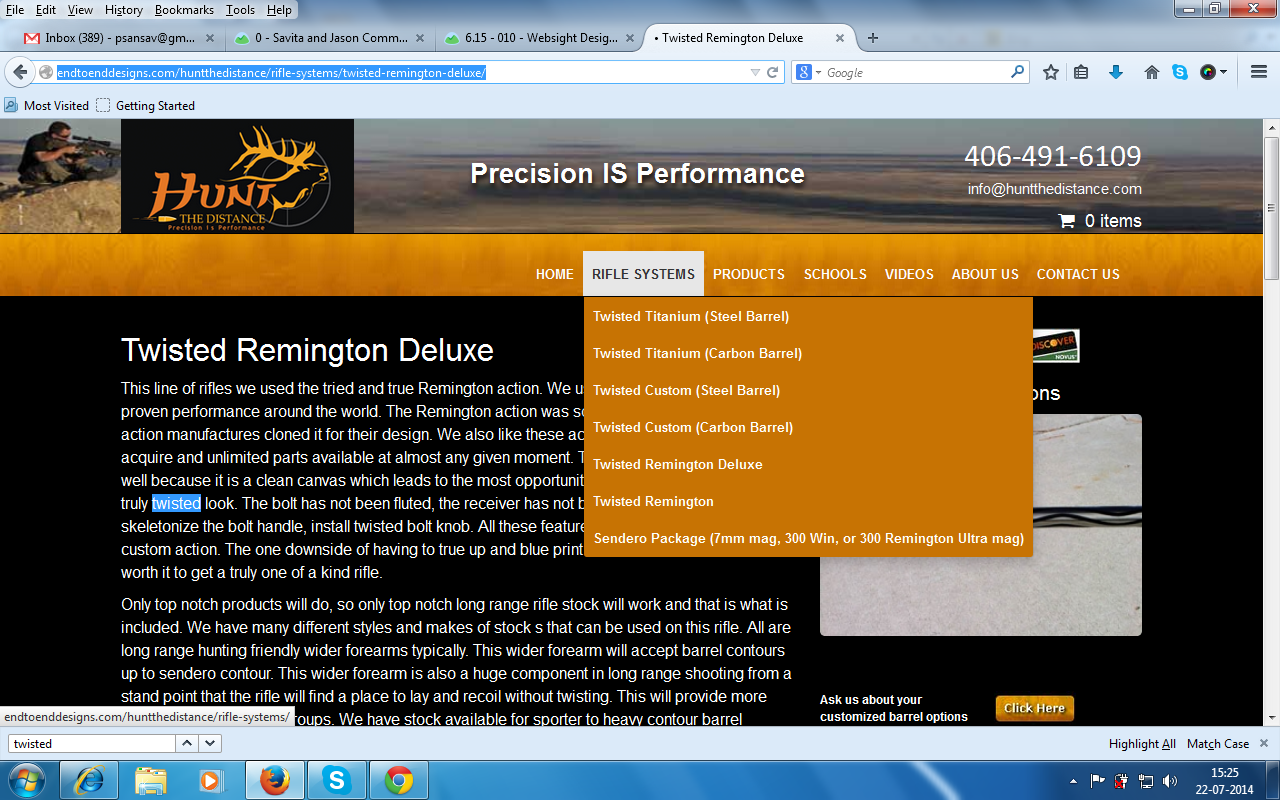 File Edit View History Bookmarks Tools Help
Inbox (389) - psansav@gm... × 0 - Savita and Jason Comm... × 6.15 - 010 - Websight Desig... × • Twisted Remington Deluxe × +
endtoenddesigns.com/huntthedistance/rifle-systems/twisted-remington-deluxe/
Google
Most Visited Getting Started
HUNT
THE DISTANCE
Precision Is Performance
Precision IS Performance
406-491-6109
info@huntthedistance.com
0 items
HOME RIFLE SYSTEMS PRODUCTS SCHOOLS VIDEOS ABOUT US CONTACT US
Twisted Titanium (Steel Barrel)
Twisted Titanium (Carbon Barrel)
Twisted Custom (Steel Barrel)
Twisted Custom (Carbon Barrel)
Twisted Remington Deluxe
Twisted Remington
Sendero Package (7mm mag, 300 Win, or 300 Remington Ultra mag)
Twisted Remington Deluxe
This line of rifles we used the tried and true Remington action. We
proven performance around the world. The Remington action was
action manufactures cloned it for their design. We also like these
acquire and unlimited parts available at almost any given moment.
well because it is a clean canvas which leads to the most
truly twisted look. The bolt has not been fluted, the receiver has not
skeletonize the bolt handle, install twisted bolt knob. All these
custom action. The one downside of having to true up and blue print
worth it to get a truly one of a kind rifle.
Only top notch products will do, so only top notch long range rifle stock will work and that is what is
included. We have many different styles and makes of stock s that can be used on this rifle. All are
long range hunting friendly wider forearms typically. This wider forearm will accept barrel contours
up to sendero contour. This wider forearm is also a huge component in long range shooting from a
stand point that the rifle will find a place to lay and recoil without twisting. This will provide more
We have stock available for sporter to heavy contour barrel
DISCOVER
NOVUS
Ask us about your
customized barrel options
Click Here
endtoenddesigns.com/huntthedistance/rifle-systems/
twisted
Highlight All Match Case ×
15:25
22-07-2014